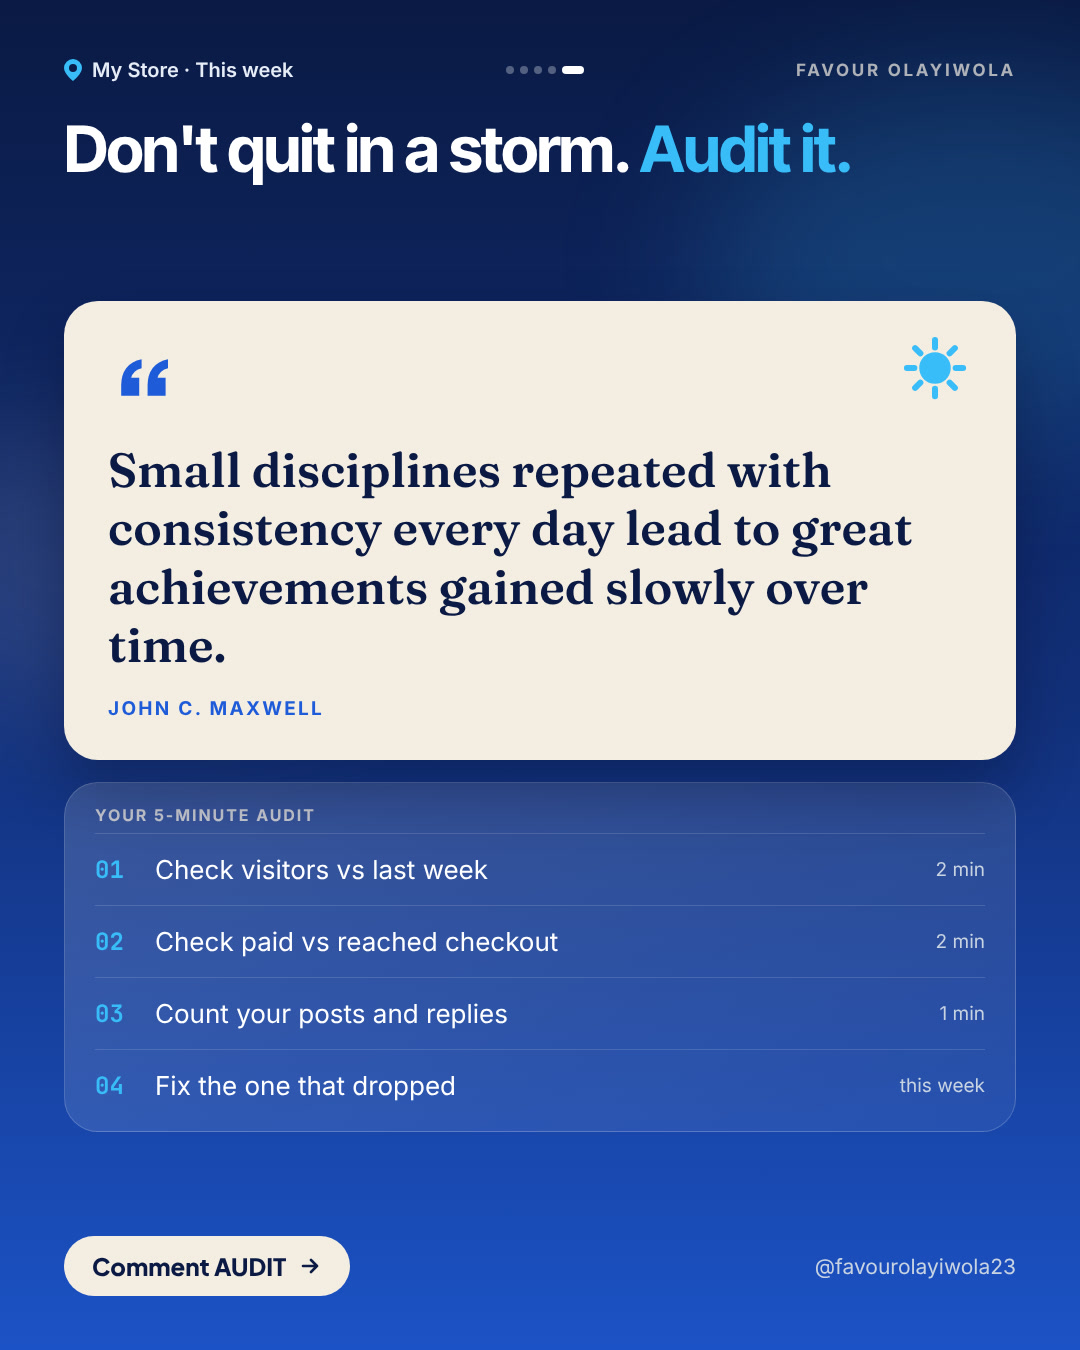 My Store · This week
FAVOUR OLAYIWOLA
Don't quit in a storm. Audit it.
“
Small disciplines repeated with
consistency every day lead to great
achievements gained slowly over
time.
JOHN C. MAXWELL
YOUR 5-MINUTE AUDIT
01 Check visitors vs last week 2 min
02 Check paid vs reached checkout 2 min
03 Count your posts and replies 1 min
04 Fix the one that dropped this week
Comment AUDIT →
@favourolayiwola23